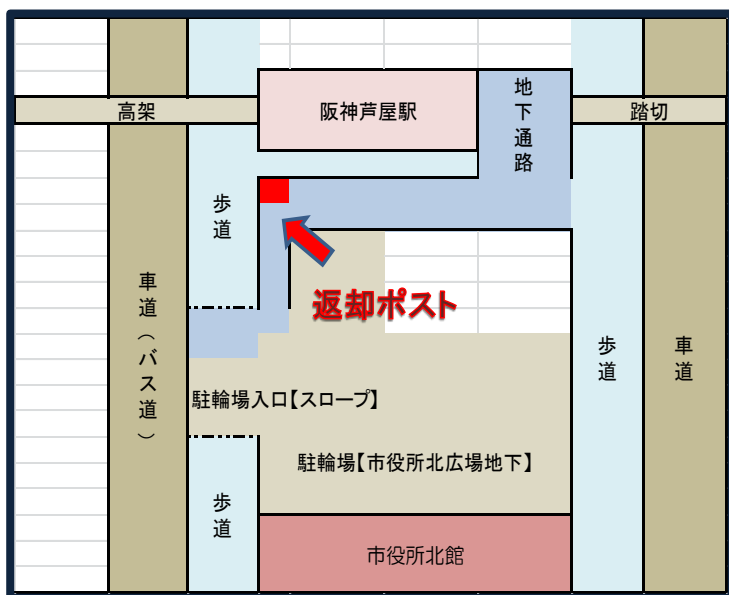 高架
阪神芦屋駅
地下通路
踏切
歩道
返却ポスト
車道（バス道）
歩道
車道
駐輪場入口【スロープ】
駐輪場【市役所北広場地下】
歩道
市役所北館